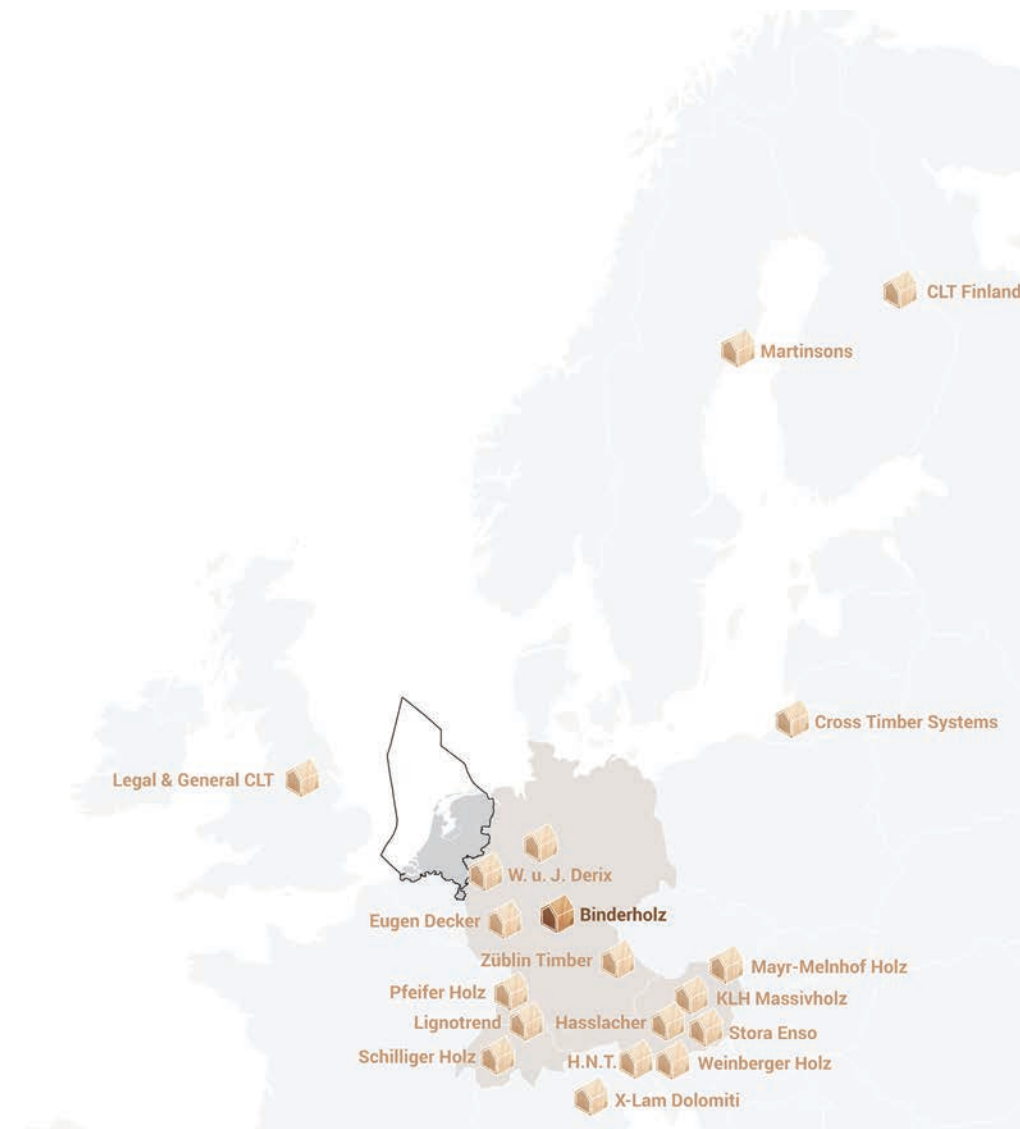 CLT Finland
Martinsons
Cross Timber Systems
Legal & General CLT
W. u. J. Derix
Eugen Decker
Binderholz
Züblin Timber
Mayr-Melnhof Holz
Pfeifer Holz
KLH Massivholz
Lignotrend
Hasslacher
Stora Enso
Schilliger Holz
H.N.T.
Weinberger Holz
X-Lam Dolomiti